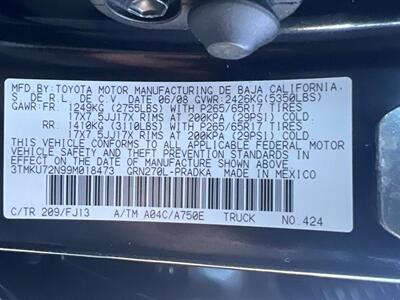 MFD BY: TOYOTA MOTOR MANUFACTURING DE BAJA CALIFORNIA.
S. DE R.L. DE C.V. DATE 06/08 GVWR:2426KG(5350LBS)
GAWR:FR. 1249KG (2755LBS) WITH P265/65R17 TIRES
17X7.5JJ17X RIMS AT 200KPA (29PSI) COLD.
RR. 1410KG (3110LBS) WITH P265/65R17 TIRES
17X7.5JJ17X RIMS AT 200KPA (29PSI) COLD.
THIS VEHICLE CONFORMS TO ALL APPLICABLE FEDERAL MOTOR
VEHICLE SAFETY AND THEFT PREVENTION STANDARDS IN
EFFECT ON THE DATE OF MANUFACTURE SHOWN ABOVE.
3TMKU72N99M018473 GRN270L-PRADKA MADE IN MEXICO
C/TR 209/FJ13 A/TM A04C/A750E TRUCK NO.424